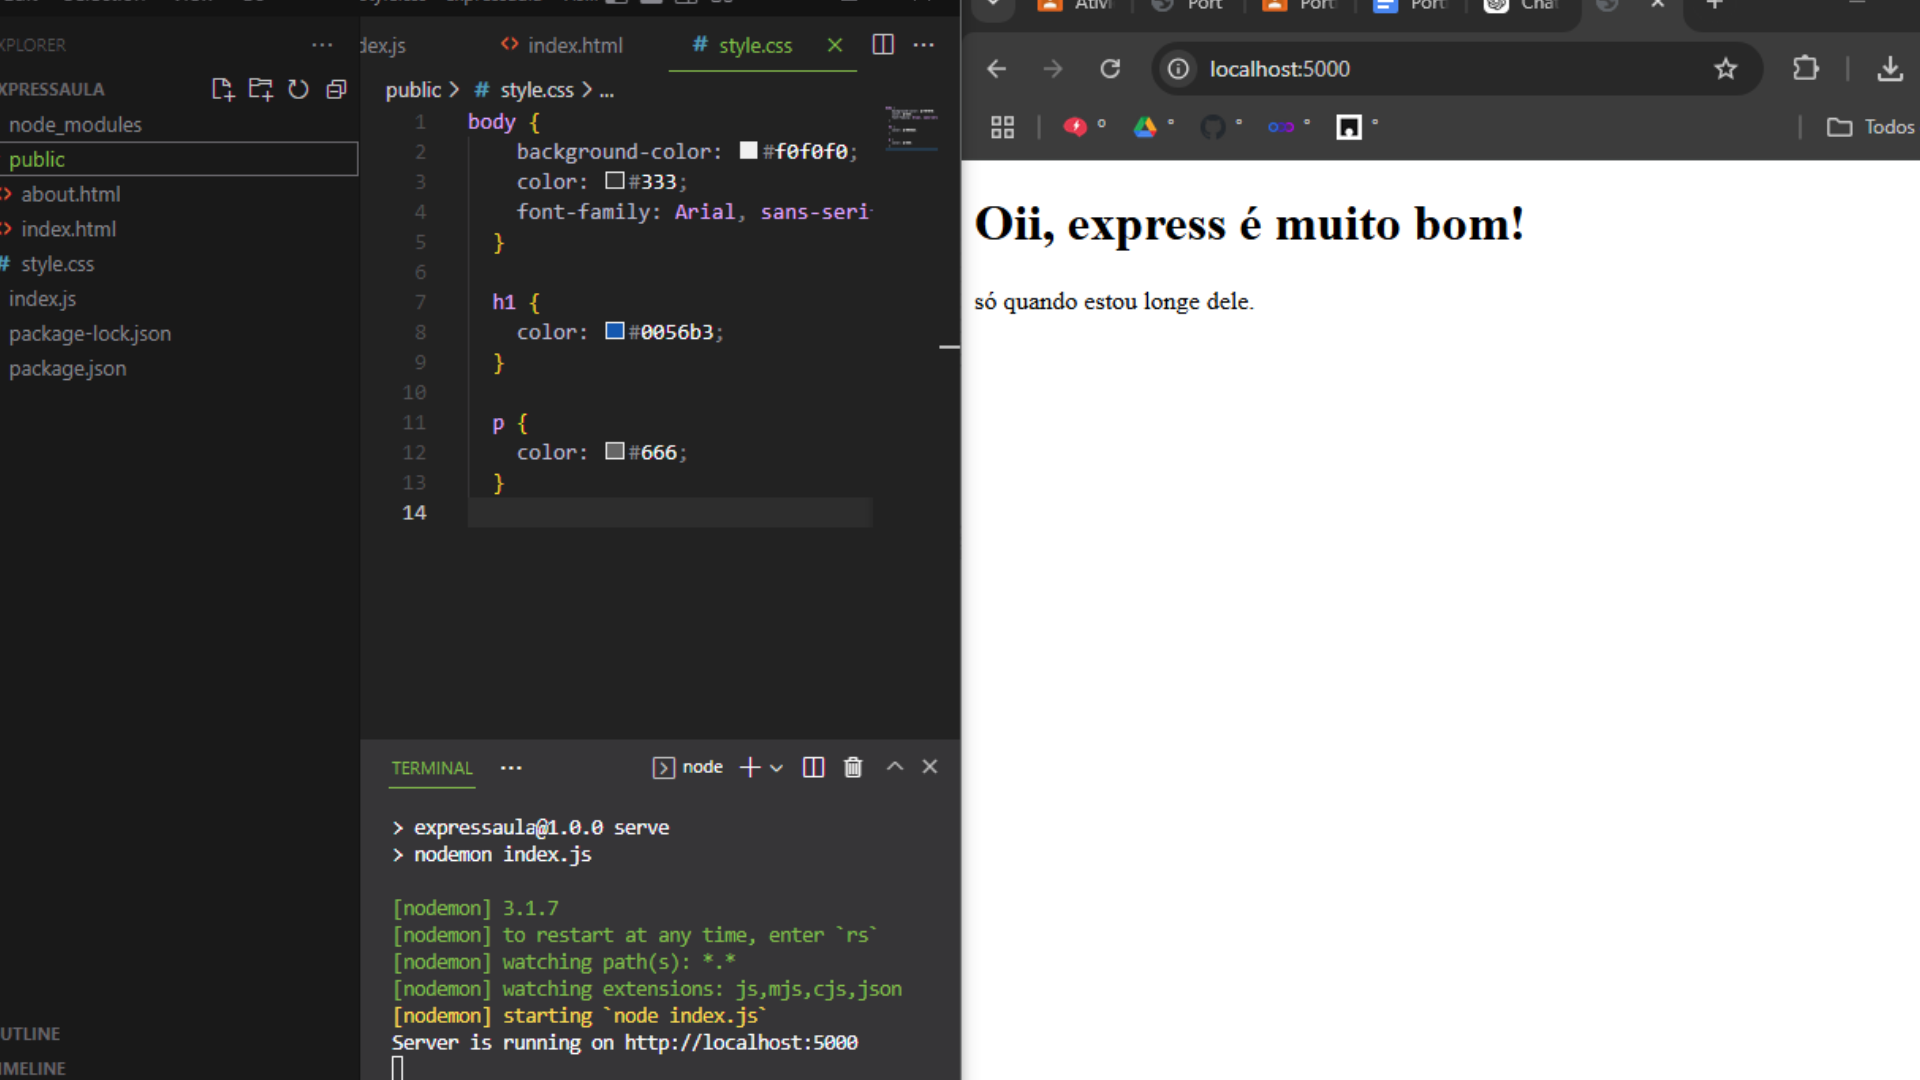 XPLORER
XPRESSAULA
node_modules
public
about.html
index.html
style.css
index.js
package-lock.json
package.json
UTLINE
IMELINE
dex.js
index.html
style.css
public > # style.css > ...
1 body {
2 background-color: #f0f0f0;
3 color: #333;
4 font-family: Arial, sans-seri
5 }
6
7 h1 {
8 color: #0056b3;
9 }
10
11 p {
12 color: #666;
13 }
14
TERMINAL ... node
> expressaula@1.0.0 serve
> nodemon index.js
[nodemon] 3.1.7
[nodemon] to restart at any time, enter `rs`
[nodemon] watching path(s): *.*
[nodemon] watching extensions: js,mjs,cjs,json
[nodemon] starting `node index.js`
Server is running on http://localhost:5000
Ativi Port Port Port Chat
localhost:5000
Todos
Oii, express é muito bom!
só quando estou longe dele.